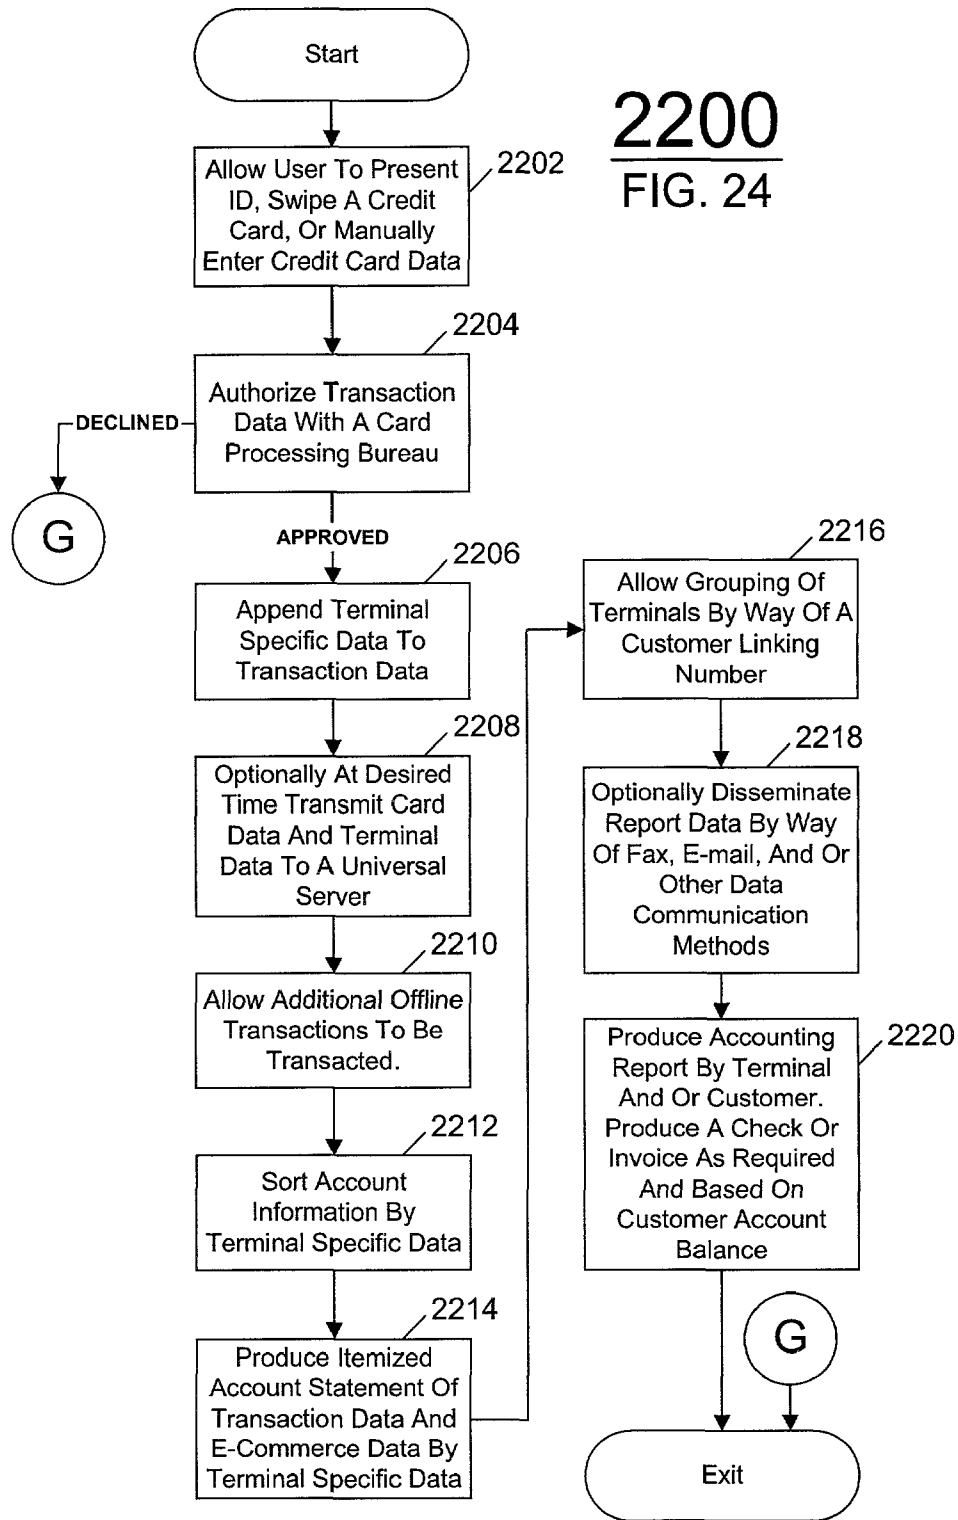 Start
2200
FIG. 24
2202
Allow User To Present
ID, Swipe A Credit
Card, Or Manually
Enter Credit Card Data
2204
Authorize Transaction
Data With A Card
Processing Bureau
DECLINED
G
APPROVED
2206
Append Terminal
Specific Data To
Transaction Data
2208
Optionally At Desired
Time Transmit Card
Data And Terminal
Data To A Universal
Server
2210
Allow Additional Offline
Transactions To Be
Transacted.
2212
Sort Account
Information By
Terminal Specific Data
2214
Produce Itemized
Account Statement Of
Transaction Data And
E-Commerce Data By
Terminal Specific Data
2216
Allow Grouping Of
Terminals By Way Of A
Customer Linking
Number
2218
Optionally Disseminate
Report Data By Way
Of Fax, E-mail, And Or
Other Data
Communication
Methods
2220
Produce Accounting
Report By Terminal
And Or Customer.
Produce A Check Or
Invoice As Required
And Based On
Customer Account
Balance
G
Exit